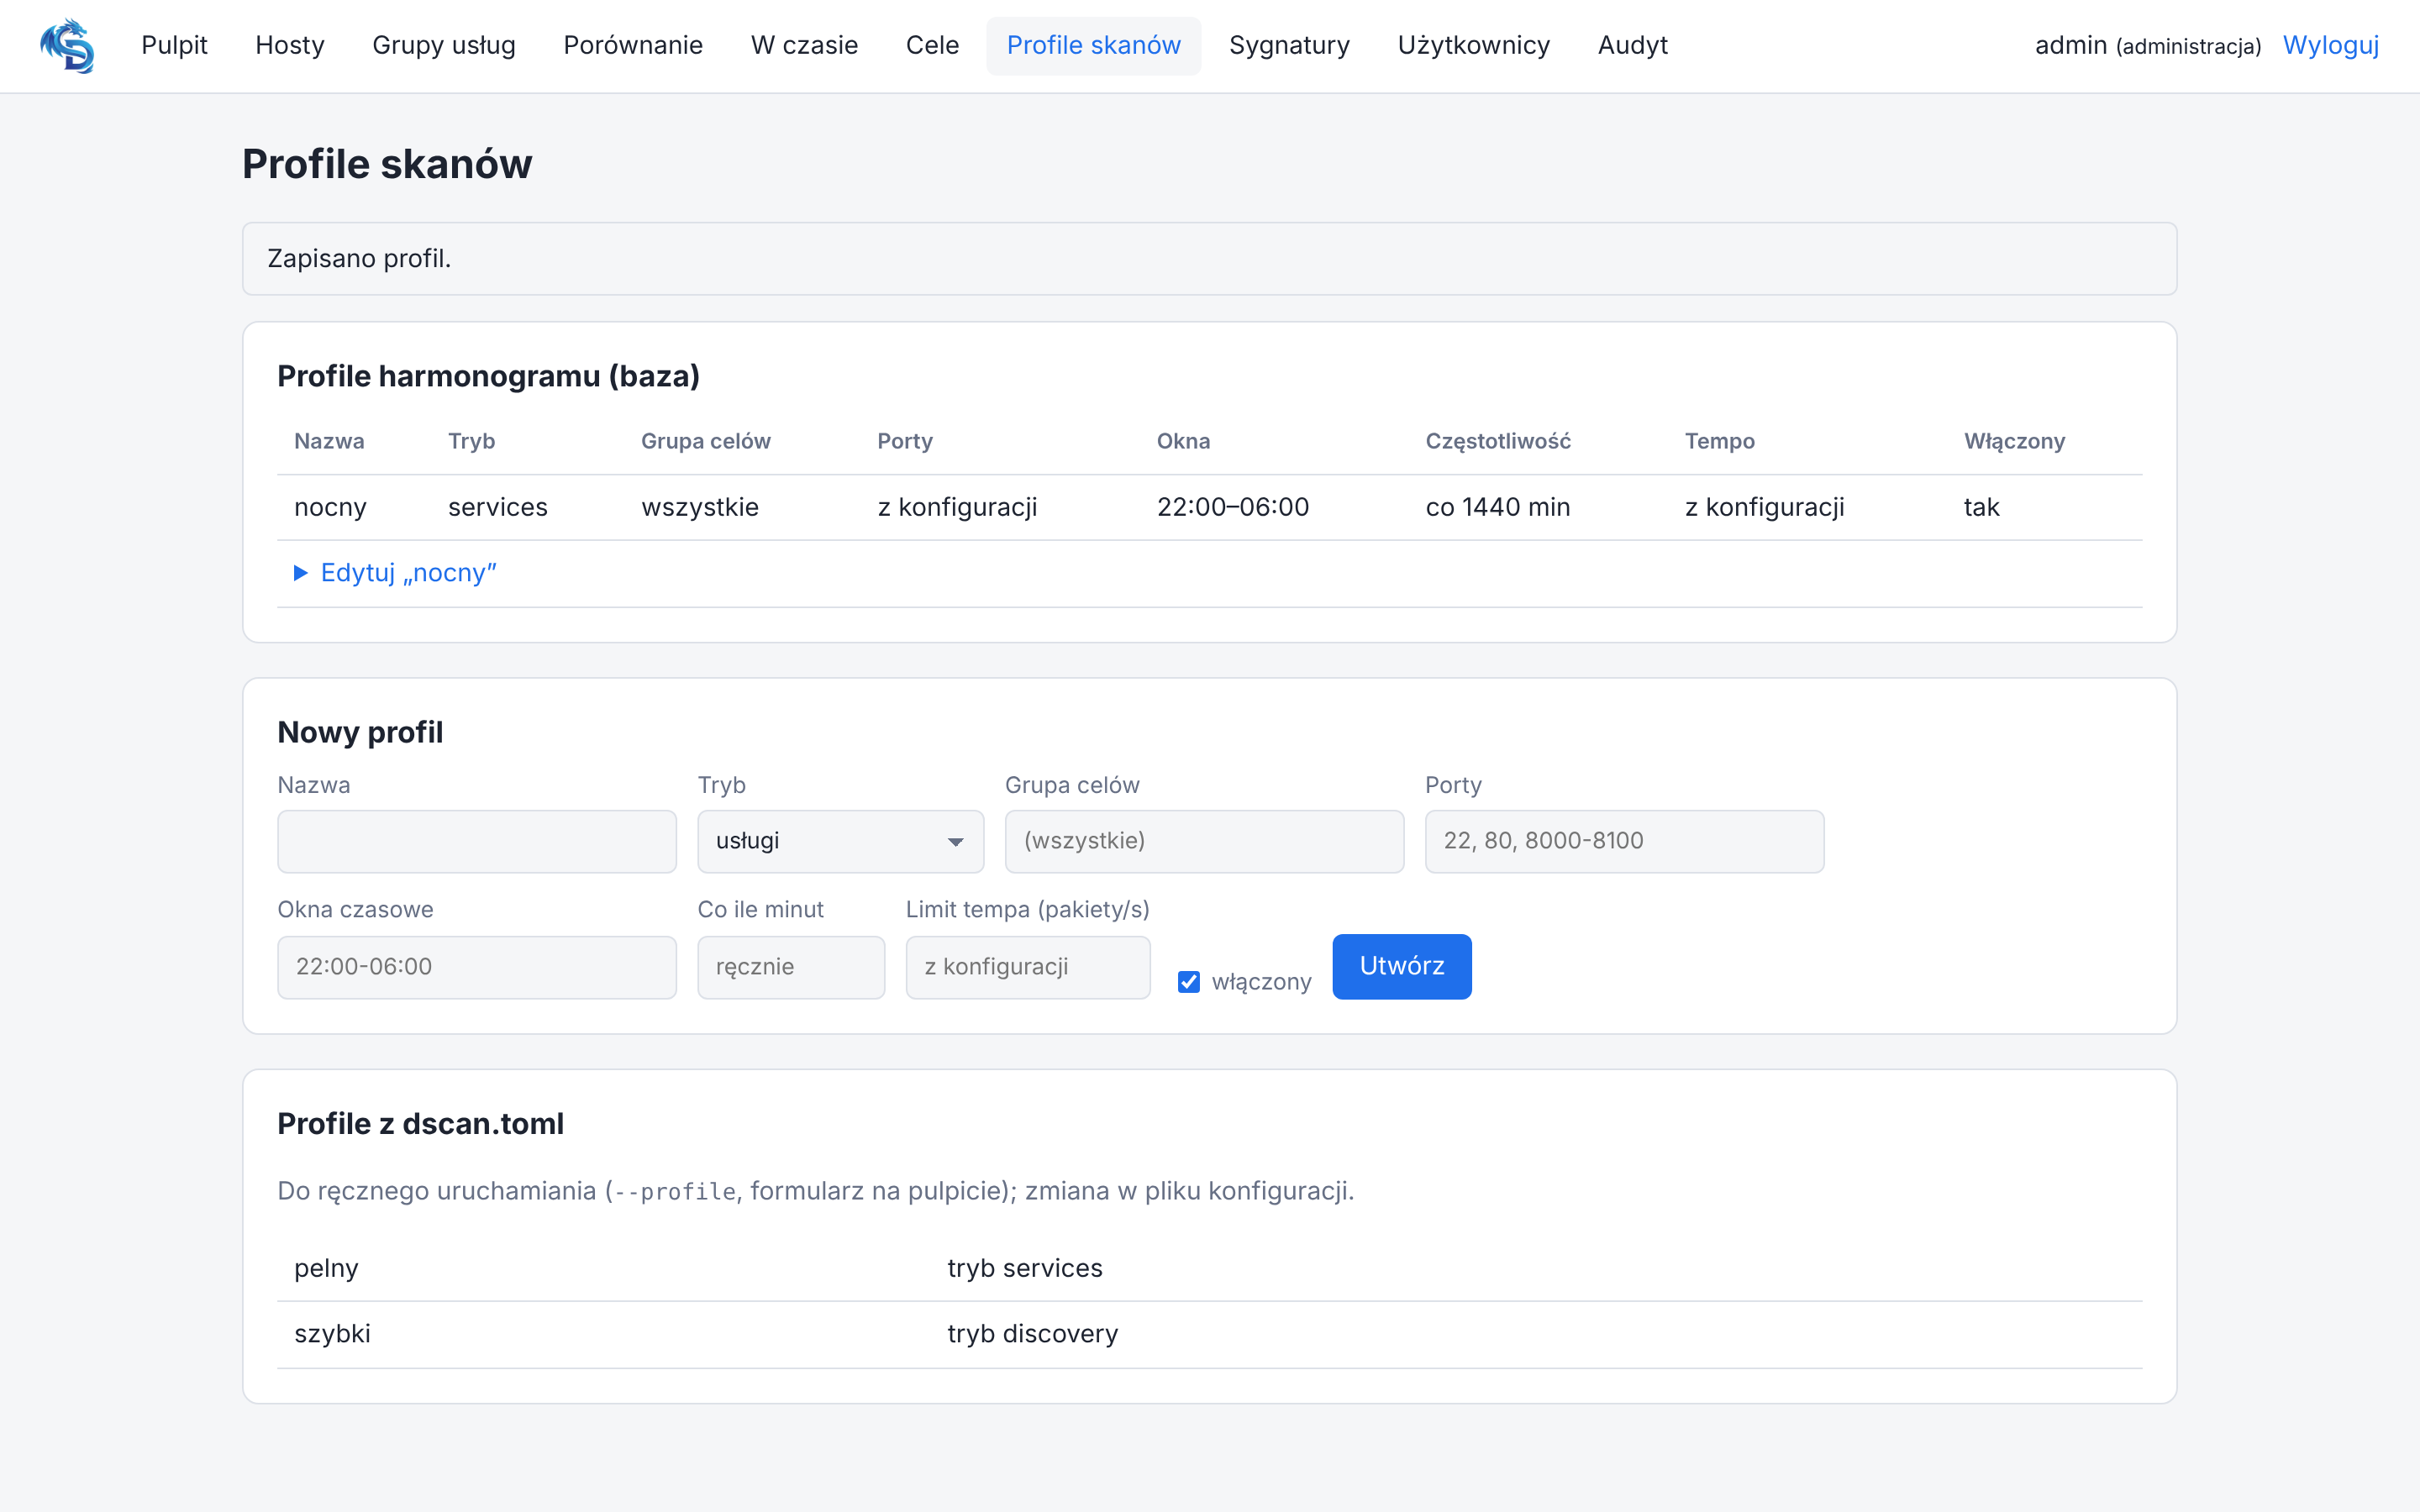 Pulpit Hosty Grupy usług Porównanie W czasie Cele Profile skanów Sygnatury Użytkownicy Audyt admin (administracja) Wyloguj
Profile skanów
Zapisano profil.
Profile harmonogramu (baza)
Nazwa Tryb Grupa celów Porty Okna Częstotliwość Tempo Włączony
nocny services wszystkie z konfiguracji 22:00–06:00 co 1440 min z konfiguracji tak
Edytuj „nocny”
Nowy profil
Nazwa Tryb Grupa celów Porty
usługi (wszystkie) 22, 80, 8000-8100
Okna czasowe Co ile minut Limit tempa (pakiety/s)
22:00-06:00 ręcznie z konfiguracji włączony Utwórz
Profile z dscan.toml
Do ręcznego uruchamiania (--profile, formularz na pulpicie); zmiana w pliku konfiguracji.
pelny tryb services
szybki tryb discovery